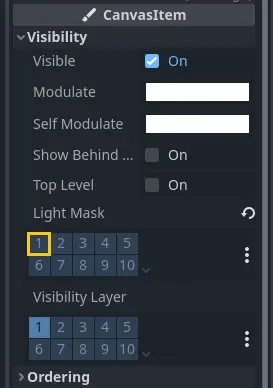 CanvasItem
Visibility
Visible On
Modulate
Self Modulate
Show Behind ... On
Top Level On
Light Mask
1 2 3 4 5
6 7 8 9 10
Visibility Layer
1 2 3 4 5
6 7 8 9 10
Ordering